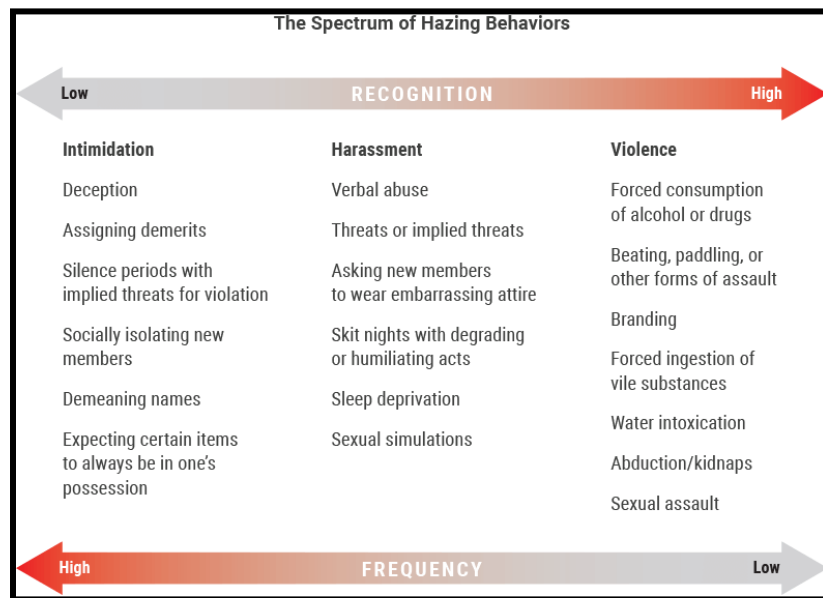 The Spectrum of Hazing Behaviors
Low RECOGNITION High
Intimidation
Deception
Assigning demerits
Silence periods with
implied threats for violation
Socially isolating new
members
Demeaning names
Expecting certain items
to always be in one's
possession
Harassment
Verbal abuse
Threats or implied threats
Asking new members
to wear embarrassing attire
Skit nights with degrading
or humiliating acts
Sleep deprivation
Sexual simulations
Violence
Forced consumption
of alcohol or drugs
Beating, paddling, or
other forms of assault
Branding
Forced ingestion of
vile substances
Water intoxication
Abduction/kidnaps
Sexual assault
High FREQUENCY Low